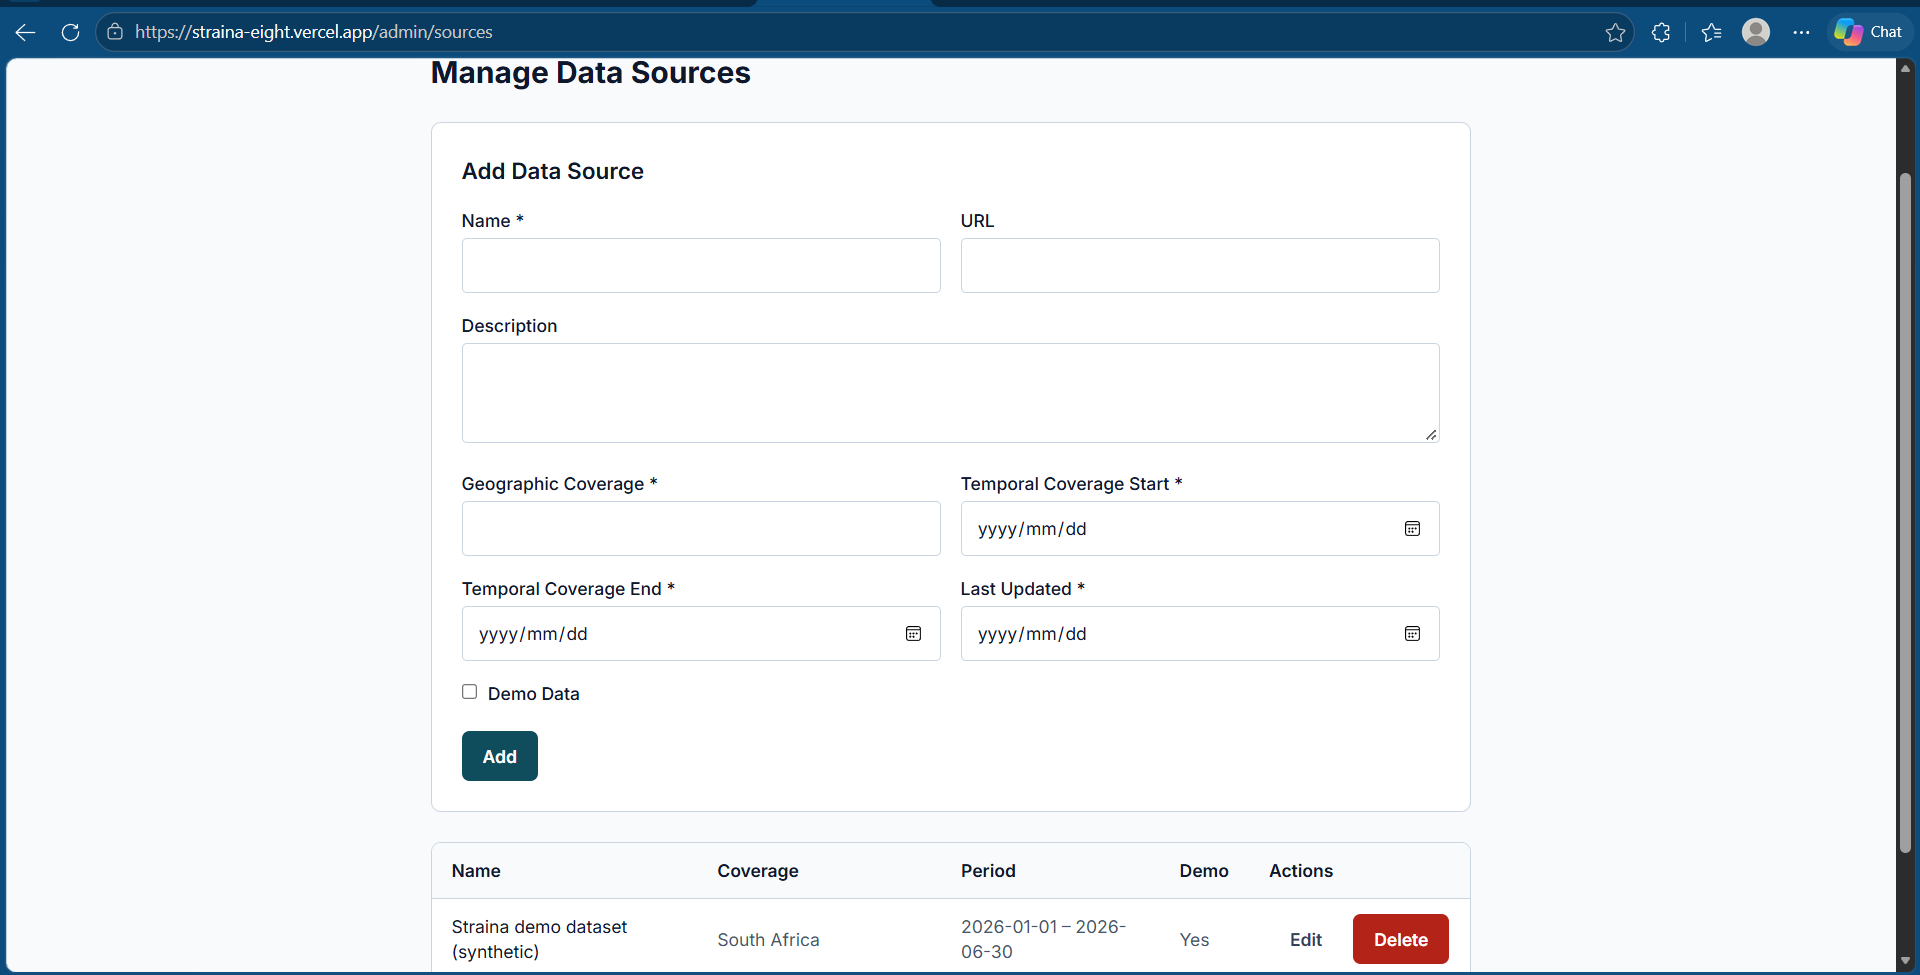 https://straina-eight.vercel.app/admin/sources
Chat
Manage Data Sources
Add Data Source
Name *
URL
Description
Geographic Coverage *
Temporal Coverage Start *
yyyy/mm/dd
Temporal Coverage End *
Last Updated *
yyyy/mm/dd
yyyy/mm/dd
Demo Data
Add
Name Coverage Period Demo Actions
Straina demo dataset
(synthetic)
South Africa
2026-01-01 – 2026-
06-30
Yes
Edit
Delete